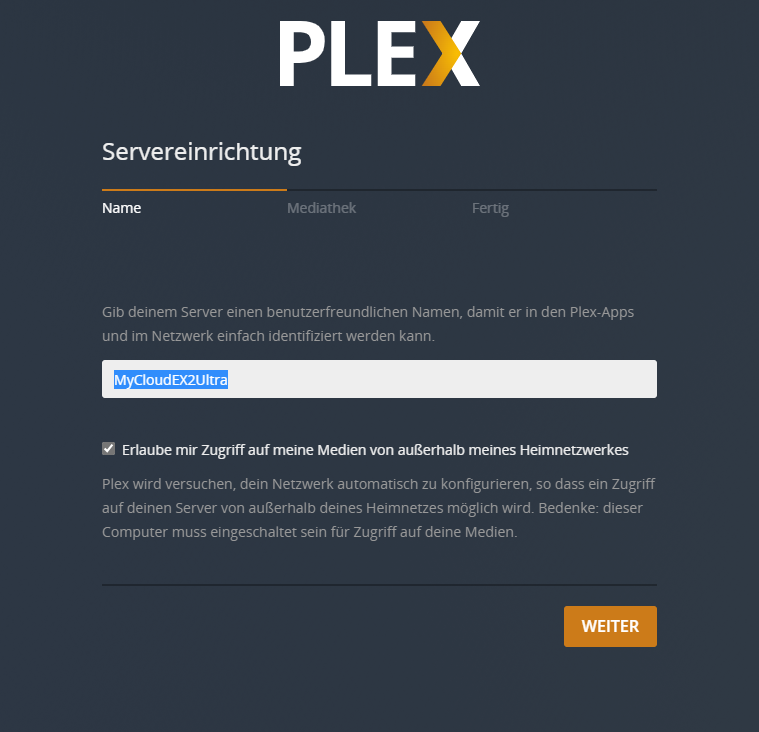 PLEX
Servereinrichtung
Name
Mediathek
Fertig
Gib deinem Server einen benutzerfreundlichen Namen, damit er in den Plex-Apps
und im Netzwerk einfach identifiziert werden kann.
MyCloudEX2Ultra
Erlaube mir Zugriff auf meine Medien von außerhalb meines Heimnetzwerkes
Plex wird versuchen, dein Netzwerk automatisch zu konfigurieren, so dass ein Zugriff
auf deinen Server von außerhalb deines Heimnetzes möglich wird. Bedenke: dieser
Computer muss eingeschaltet sein für Zugriff auf deine Medien.
WEITER